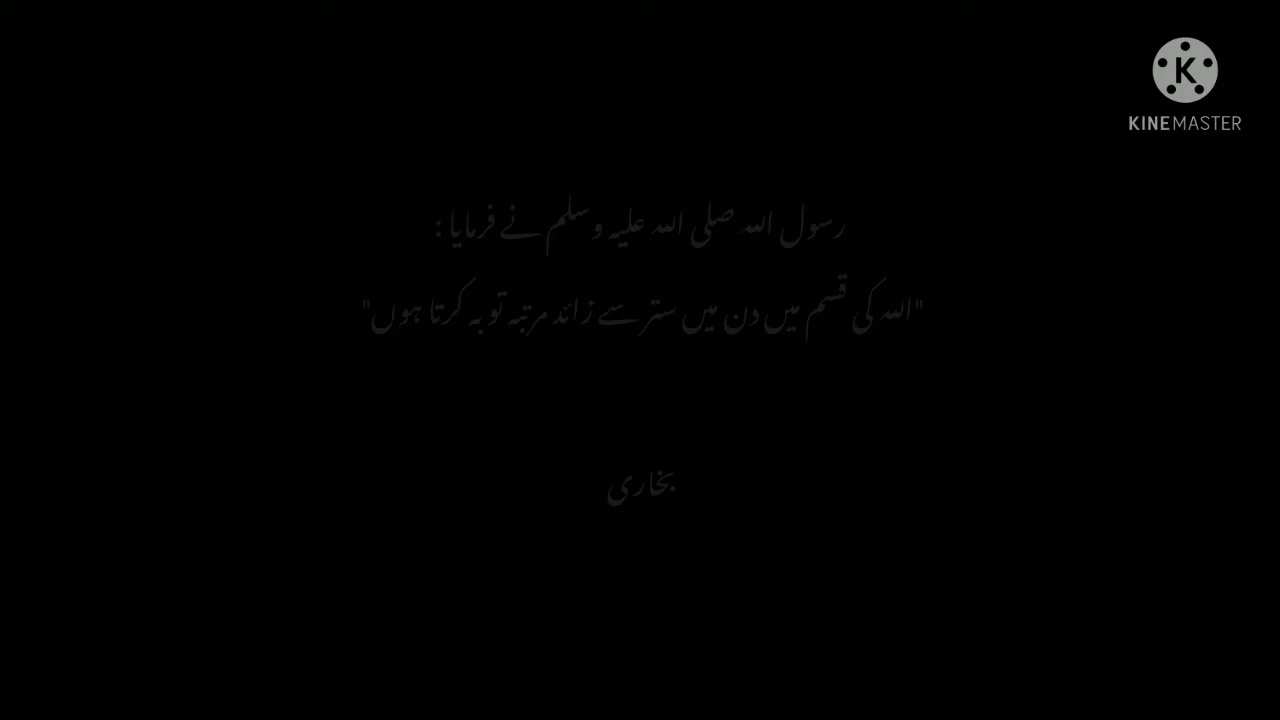 KINEMASTER
رسول اللہ صلی اللہ علیہ وسلم نے فرمایا :
"اللہ کی قسم میں دن میں ستر سے زائد مرتبہ توبہ کرتا ہوں"
بخاری